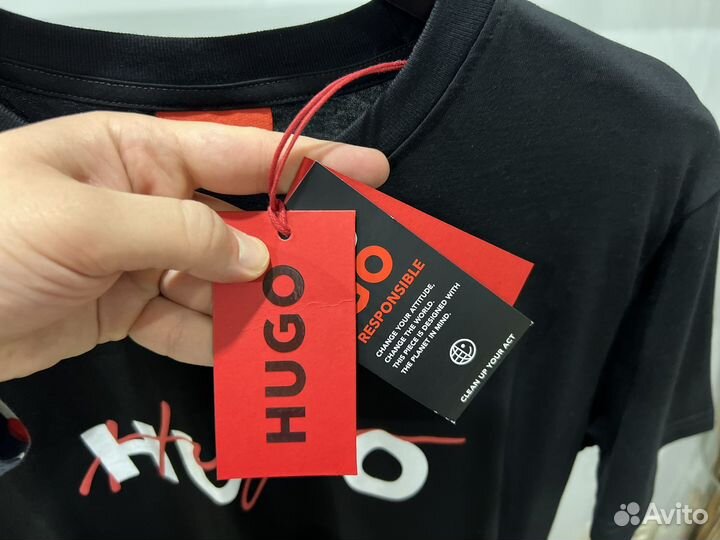 HUGO
GO
RESPONSIBLE
CHANGE YOUR ATTITUDE,
CHANGE THE WORLD.
THIS PIECE IS DESIGNED WITH
THE PLANET IN MIND.
CLEAN UP YOUR ACT
Avito